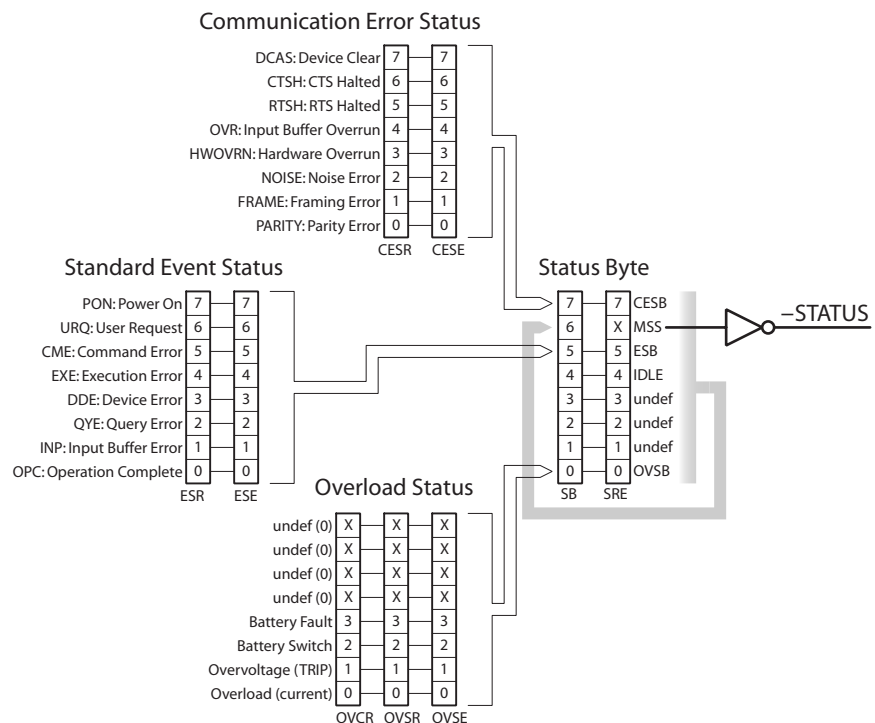 Communication Error Status
DCAS: Device Clear 7 7
CTSH: CTS Halted 6 6
RTSH: RTS Halted 5 5
OVR: Input Buffer Overrun 4 4
HWOVRN: Hardware Overrun 3 3
NOISE: Noise Error 2 2
FRAME: Framing Error 1 1
PARITY: Parity Error 0 0
CESR CESE
Standard Event Status
PON: Power On 7 7
URQ: User Request 6 6
CME: Command Error 5 5
EXE: Execution Error 4 4
DDE: Device Error 3 3
QYE: Query Error 2 2
INP: Input Buffer Error 1 1
OPC: Operation Complete 0 0
ESR ESE
Status Byte
7 7 CESB
6 X MSS
5 5 ESB
4 4 IDLE
3 3 undef
2 2 undef
1 1 undef
0 0 OVSB
SB SRE
–STATUS
Overload Status
undef (0) X X X
undef (0) X X X
undef (0) X X X
undef (0) X X X
Battery Fault 3 3 3
Battery Switch 2 2 2
Overvoltage (TRIP) 1 1 1
Overload (current) 0 0 0
OVCR OVSR OVSE